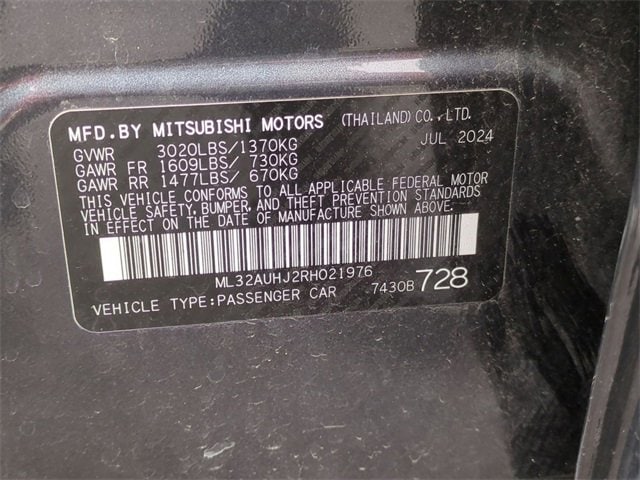 MFD.BY MITSUBISHI MOTORS (THAILAND) CO., LTD.
GVWR 3020LBS/1370KG JUL 2024
GAWR FR 1609LBS/ 730KG
GAWR RR 1477LBS/ 670KG
THIS VEHICLE CONFORMS TO ALL APPLICABLE FEDERAL MOTOR
VEHICLE SAFETY, BUMPER, AND THEFT PREVENTION STANDARDS
IN EFFECT ON THE DATE OF MANUFACTURE SHOWN ABOVE.
ML32AUHJ2RH021976
VEHICLE TYPE:PASSENGER CAR 7430B 728